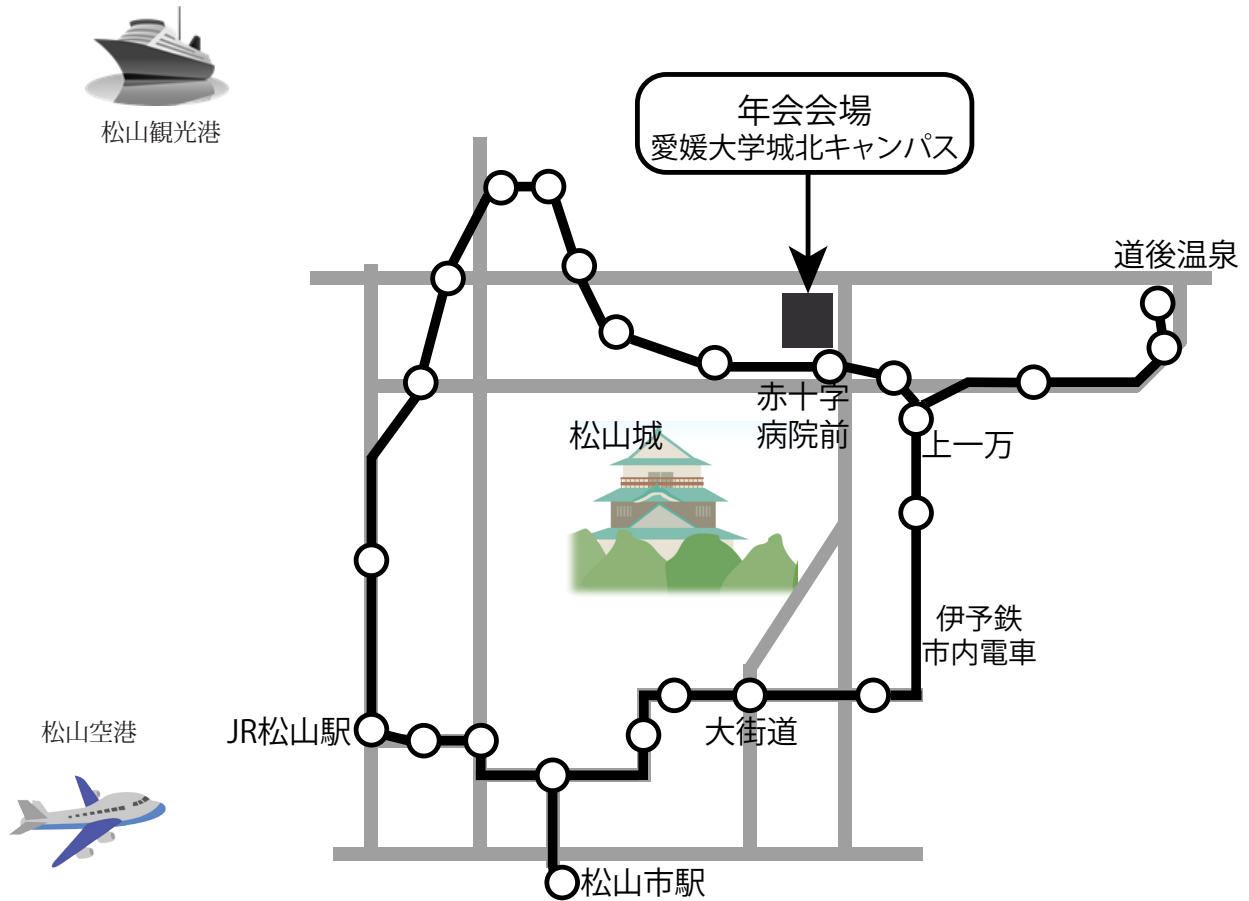 松山観光港
年会会場
愛媛大学城北キャンパス
道後温泉
赤十字
病院前
松山城
上一万
伊予鉄
市内電車
松山空港
JR松山駅
大街道
松山市駅